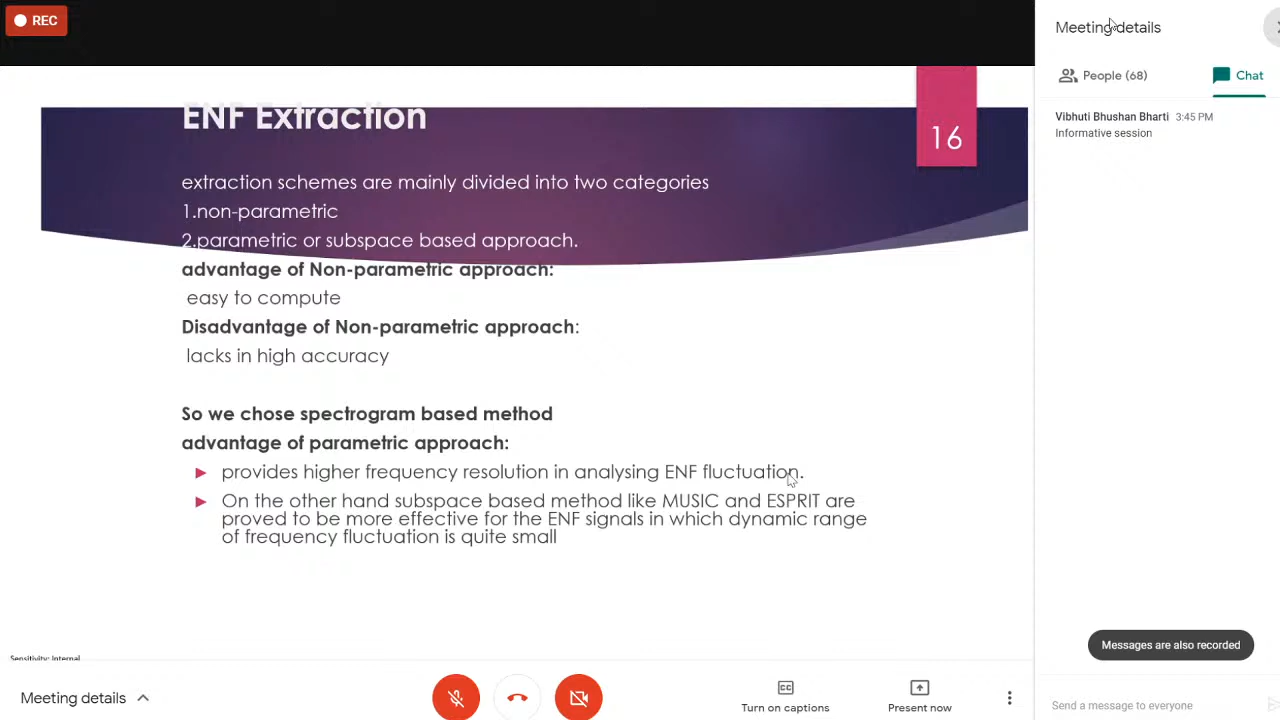 REC
Meeting details
People (68)
Chat
Vibhuti Bhushan Bharti 3:45 PM
Informative session
ENF Extraction
16
extraction schemes are mainly divided into two categories
1.non-parametric
2.parametric or subspace based approach.
advantage of Non-parametric approach:
easy to compute
Disadvantage of Non-parametric approach:
lacks in high accuracy
So we chose spectrogram based method
advantage of parametric approach:
provides higher frequency resolution in analysing ENF fluctuation.
On the other hand subspace based method like MUSIC and ESPRIT are
proved to be more effective for the ENF signals in which dynamic range
of frequency fluctuation is quite small
Messages are also recorded
Sensitivity: Internal
Meeting details
Turn on captions
Present now
Send a message to everyone